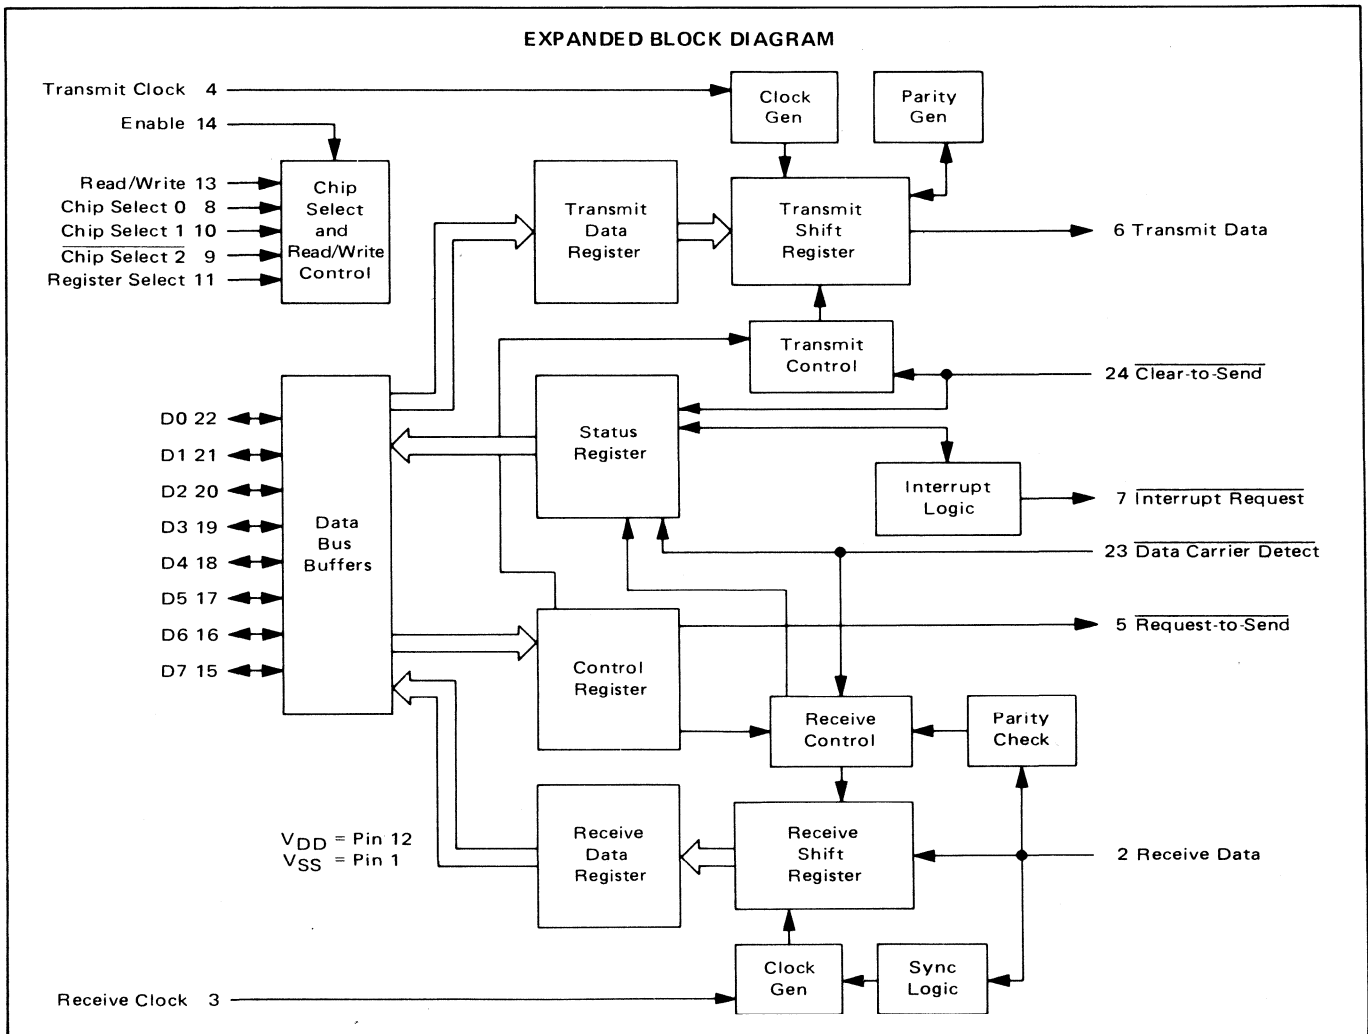 EXPANDED BLOCK DIAGRAM
Transmit Clock 4
Enable 14
Read/Write 13
Chip Select 0 8
Chip Select 1 10
Chip Select 2 9
Register Select 11
Chip
Select
and
Read/Write
Control
Clock
Gen
Parity
Gen
Transmit
Data
Register
Transmit
Shift
Register
6 Transmit Data
Transmit
Control
24 Clear-to-Send
D0 22
D1 21
D2 20
D3 19
D4 18
D5 17
D6 16
D7 15
Data
Bus
Buffers
Status
Register
Interrupt
Logic
7 Interrupt Request
23 Data Carrier Detect
5 Request-to-Send
Control
Register
Receive
Control
Parity
Check
VDD = Pin 12
VSS = Pin 1
Receive
Data
Register
Receive
Shift
Register
2 Receive Data
Clock
Gen
Sync
Logic
Receive Clock 3